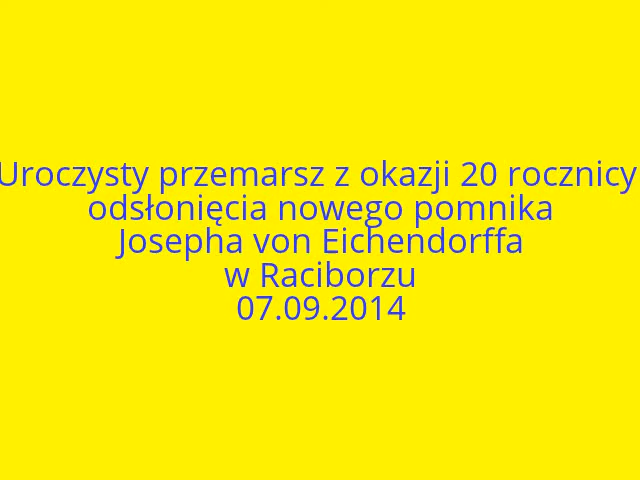 Uroczysty przemarsz z okazji 20 rocznicy
odsłonięcia nowego pomnika
Josepha von Eichendorffa
w Raciborzu
07.09.2014